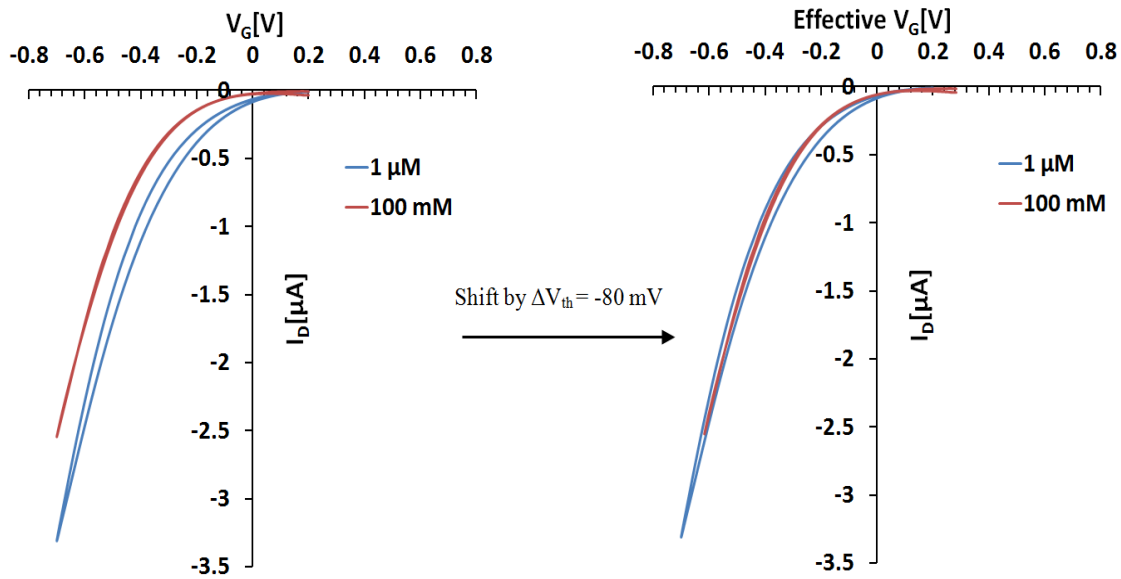 V_G[V]
-0.8 -0.6 -0.4 -0.2 0 0.2 0.4 0.6 0.8
0
-0.5
-1
-1.5
-2
-2.5
-3
-3.5
I_D[µA]
1 µM
100 mM
Shift by ΔV_th = -80 mV
Effective V_G[V]
-0.8 -0.6 -0.4 -0.2 0 0.2 0.4 0.6 0.8
0
-0.5
-1
-1.5
-2
-2.5
-3
-3.5
I_D[µA]
1 µM
100 mM